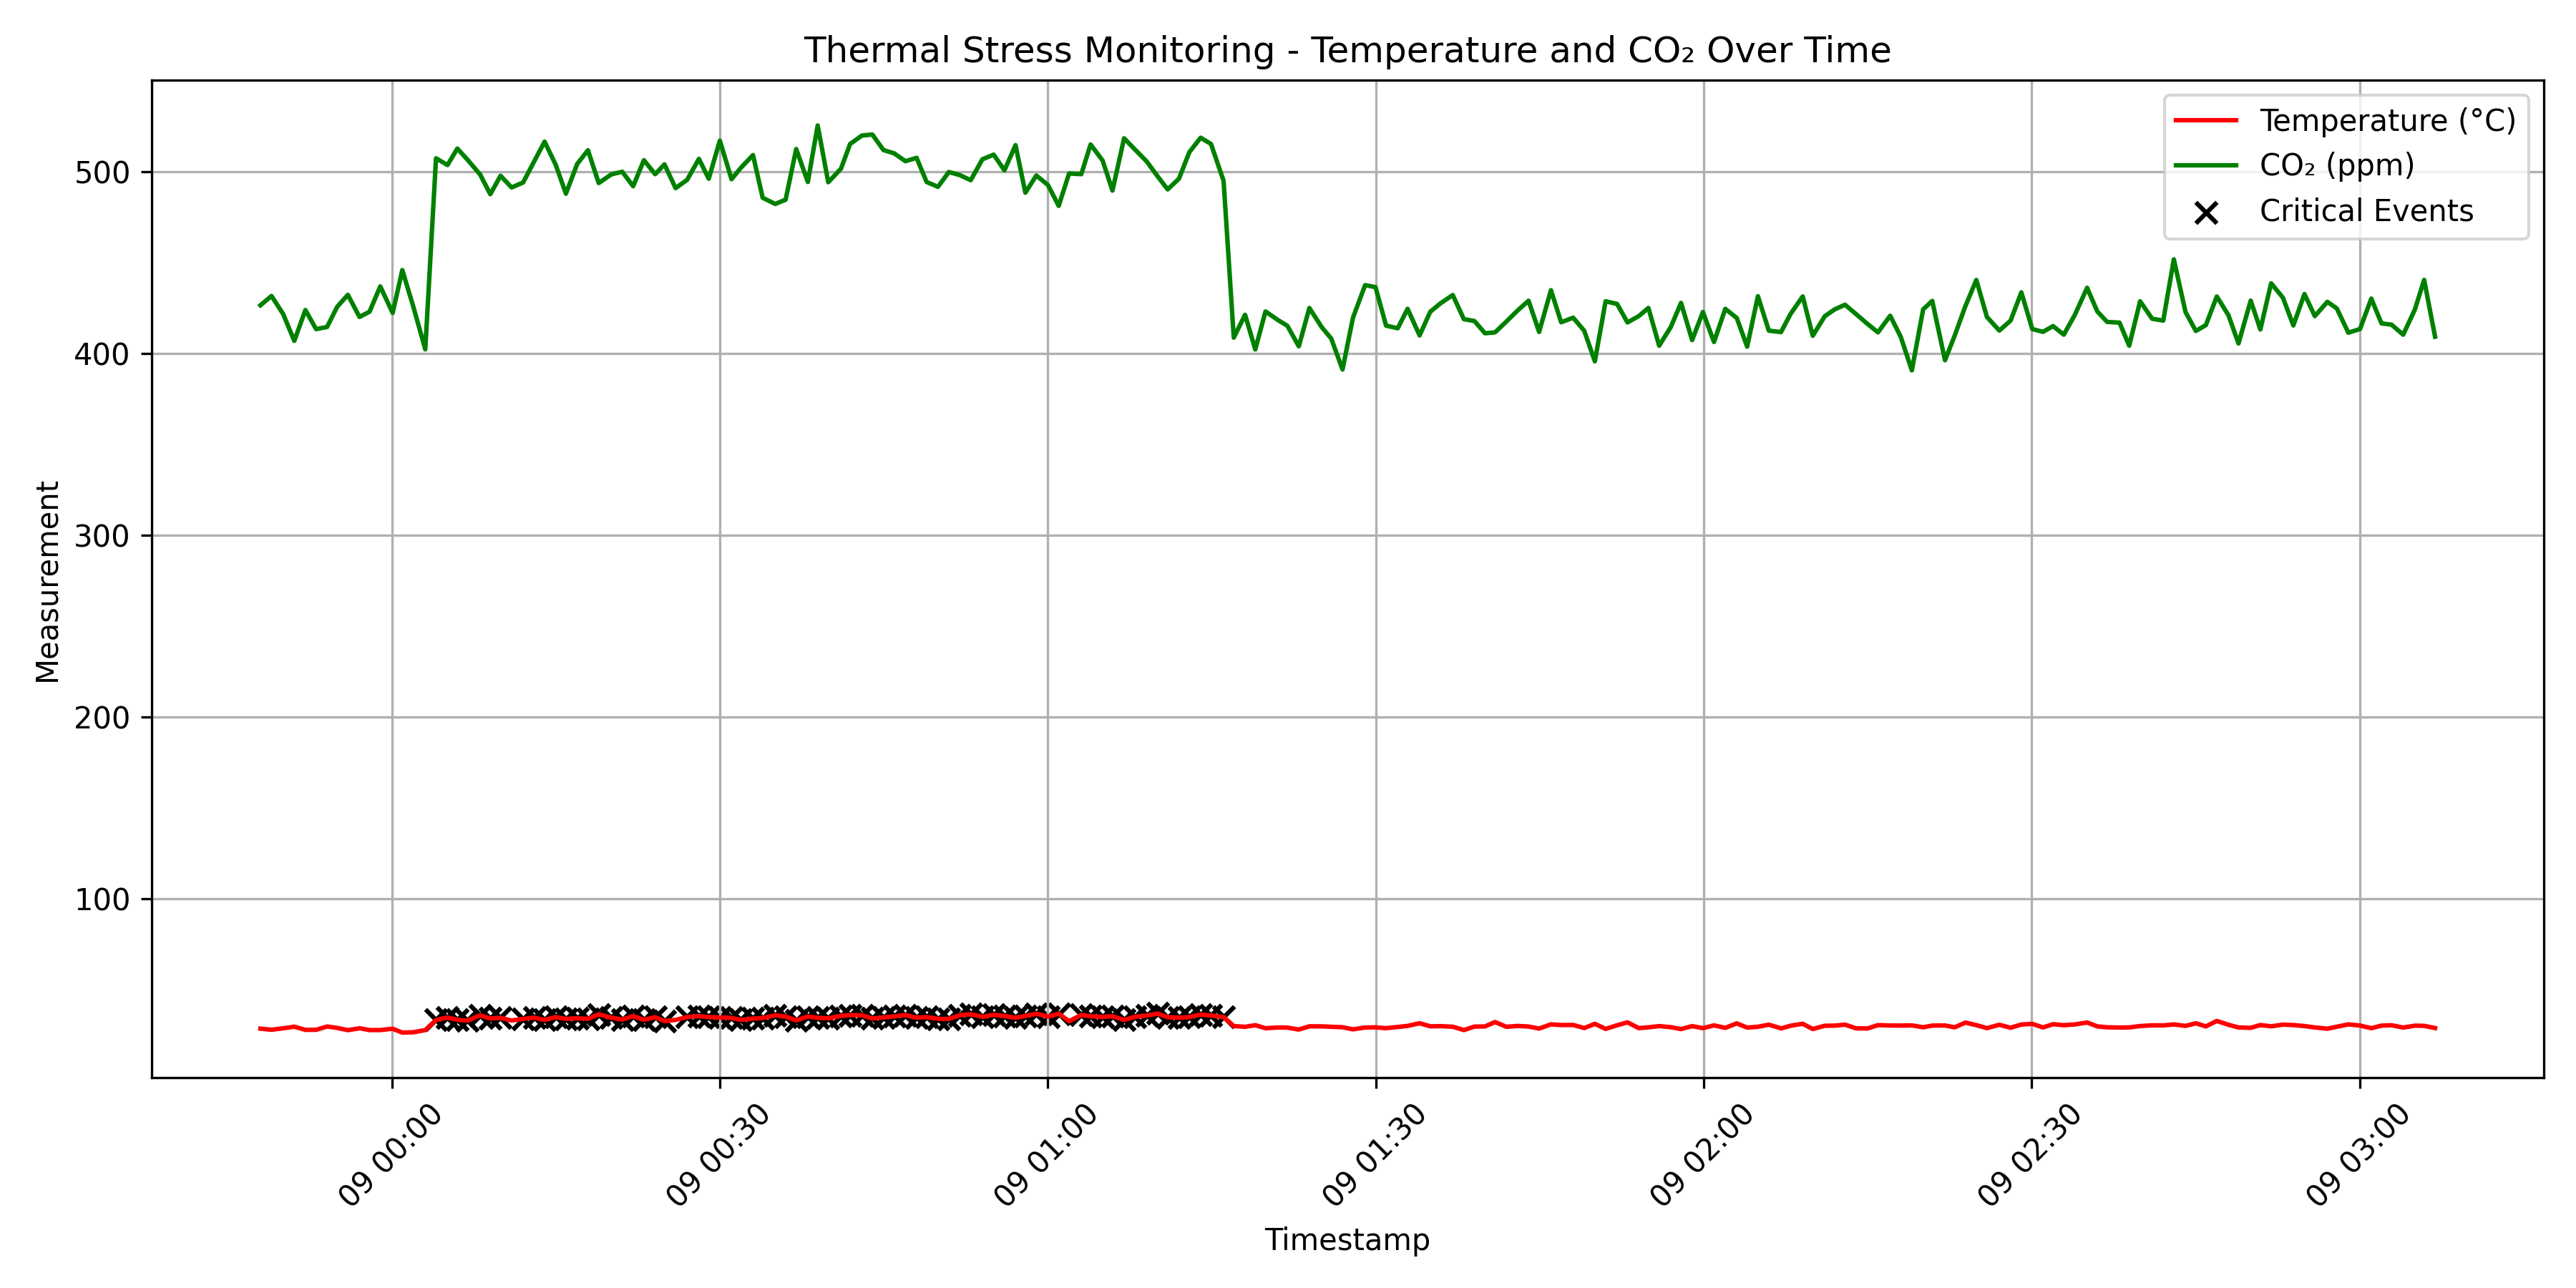 Thermal Stress Monitoring - Temperature and CO₂ Over Time
Temperature (°C)
CO₂ (ppm)
Critical Events
Measurement
500
400
300
200
100
09 00:00
09 00:30
09 01:00
09 01:30
09 02:00
09 02:30
09 03:00
Timestamp